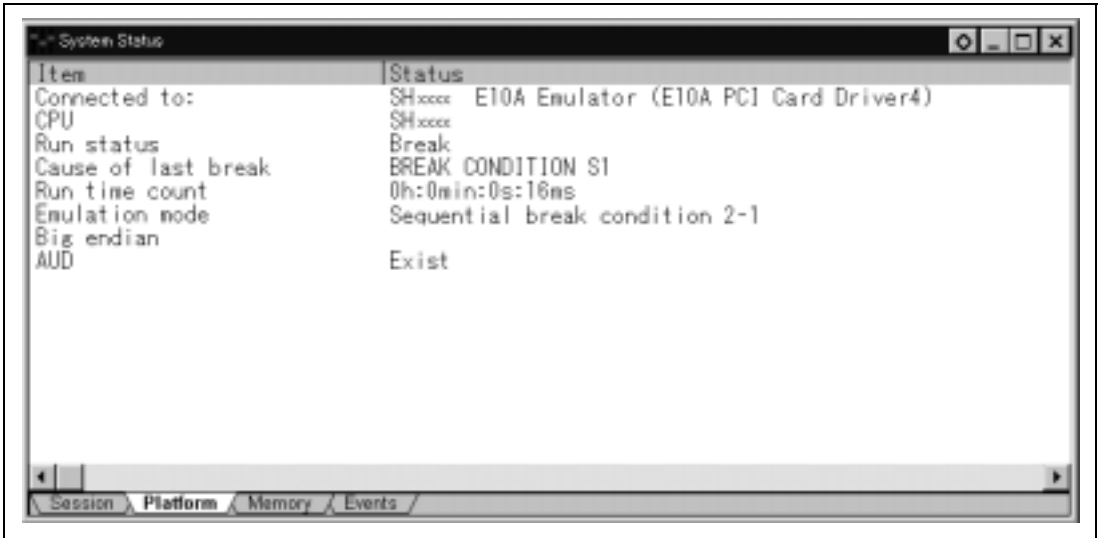 System Status
Item Status
Connected to: SHxxxx E10A Emulator (E10A PCI Card Driver4)
CPU SHxxxx
Run status Break
Cause of last break BREAK CONDITION S1
Run time count 0h:0min:0s:16ms
Emulation mode Sequential break condition 2-1
Big endian
AUD Exist
Session Platform Memory Events